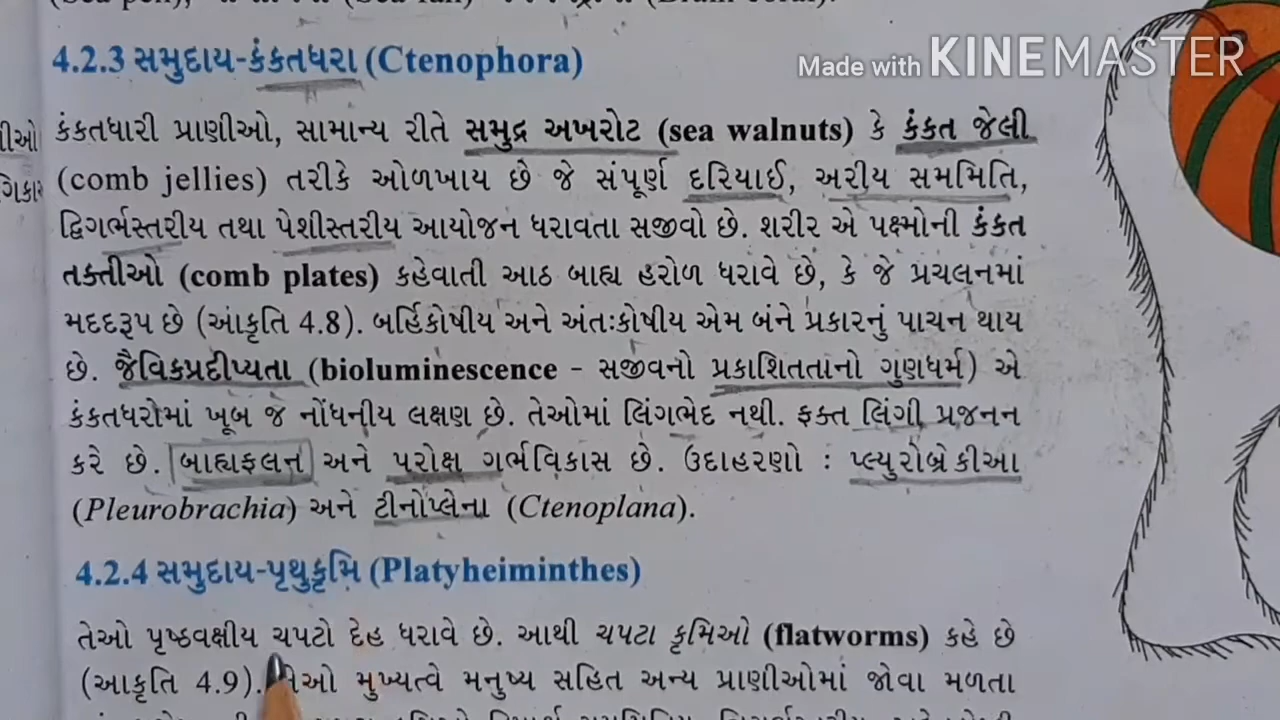 4.2.3 સમુદાય-કંકતધરા (Ctenophora)
Made with KINEMASTER
કંકતધારી પ્રાણીઓ, સામાન્ય રીતે સમુદ્ર અખરોટ (sea walnuts) કે કંકત જેલી
(comb jellies) તરીકે ઓળખાય છે જે સંપૂર્ણ દરિયાઈ, અરીય સમમિતિ,
દ્વિગર્ભસ્તરીય તથા પેશીસ્તરીય આયોજન ધરાવતા સજીવો છે. શરીર એ પક્ષ્મોની કંકત
તક્તીઓ (comb plates) કહેવાતી આઠ બાહ્ય હરોળ ધરાવે છે, કે જે પ્રચલનમાં
મદદરૂપ છે (આંકૃતિ 4.8). બર્હિકોષીય અને અંતઃકોષીય એમ બંને પ્રકારનું પાચન થાય
છે. જૈવિકપ્રદીપ્યતા (bioluminescence - સજીવનો પ્રકાશિતતાનો ગુણધર્મ) એ
કંકતધરોમાં ખૂબ જ નોંધનીય લક્ષણ છે. તેઓમાં લિંગભેદ નથી. ફક્ત લિંગી પ્રજનન
કરે છે. બાહ્યફલન અને પરોક્ષ ગર્ભવિકાસ છે. ઉદાહરણો : પ્લ્યુરોબ્રેકીઆ
(Pleurobrachia) અને ટીનોપ્લેના (Ctenoplana).
4.2.4 સમુદાય-પૃથુકૃમિ (Platyheiminthes)
તેઓ પૃષ્ઠવક્ષીય ચપટો દેહ ધરાવે છે. આથી ચપટા કૃમિઓ (flatworms) કહે છે
(આકૃતિ 4.9). મુખ્યત્વે મનુષ્ય સહિત અન્ય પ્રાણીઓમાં જોવા મળતા